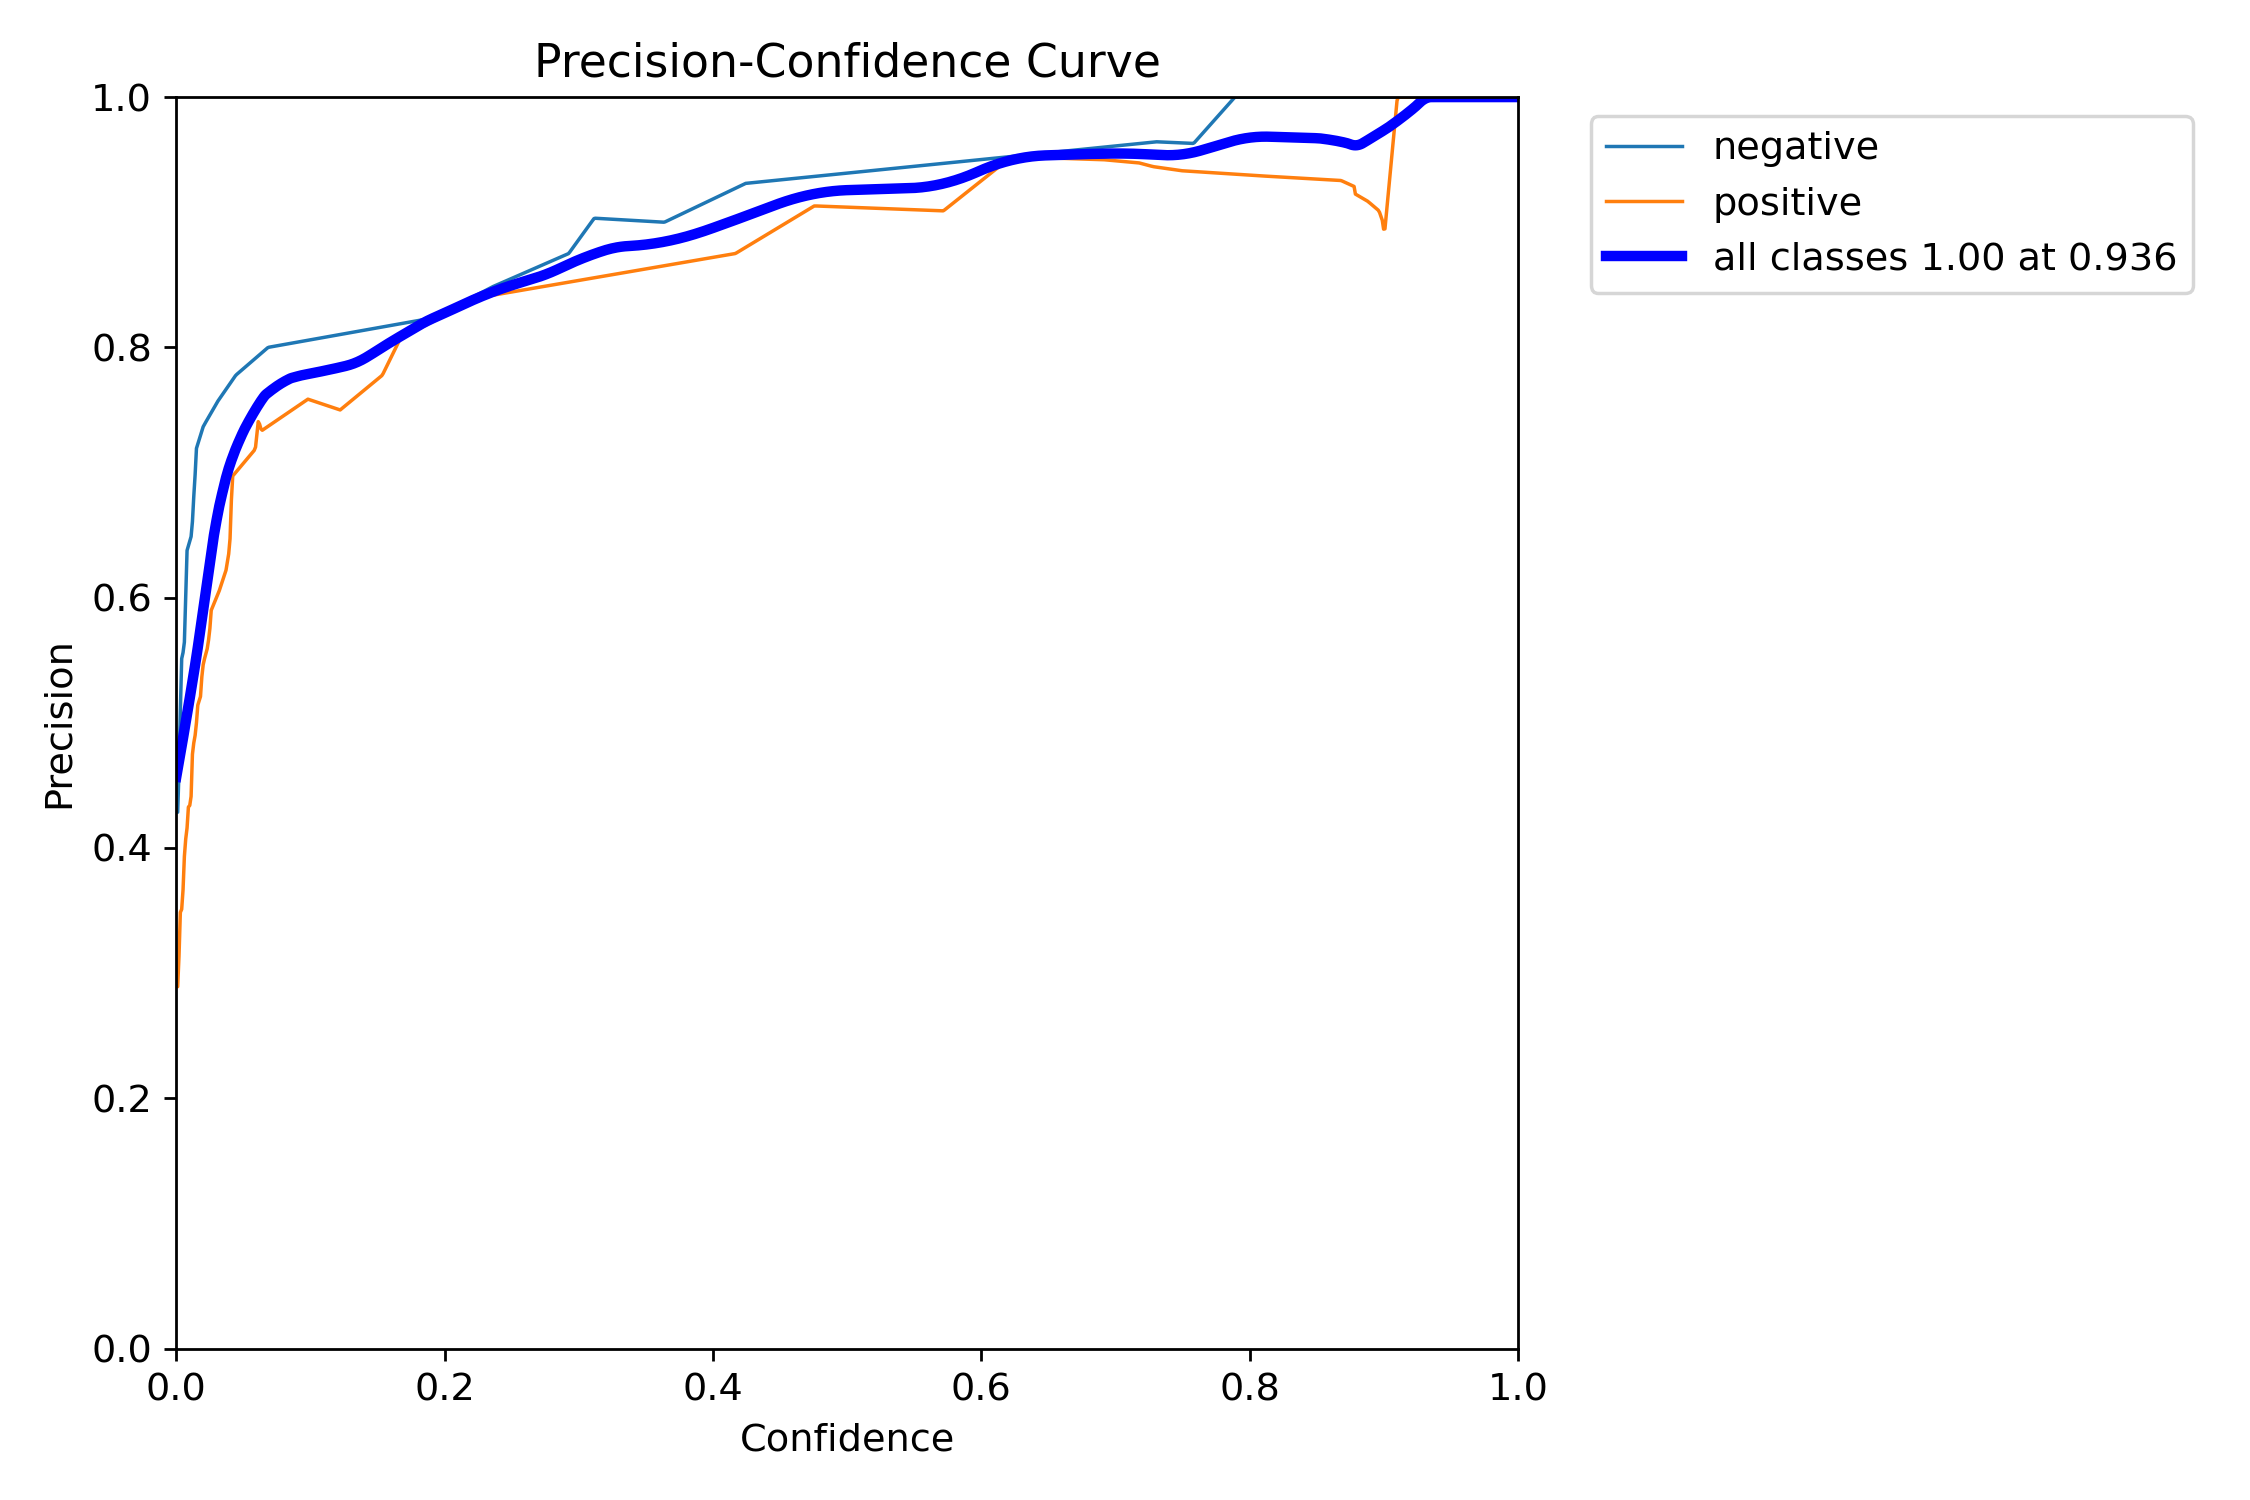 Precision-Confidence Curve
1.0
0.8
0.6
0.4
0.2
0.0
Precision
0.0 0.2 0.4 0.6 0.8 1.0
Confidence
negative
positive
all classes 1.00 at 0.936